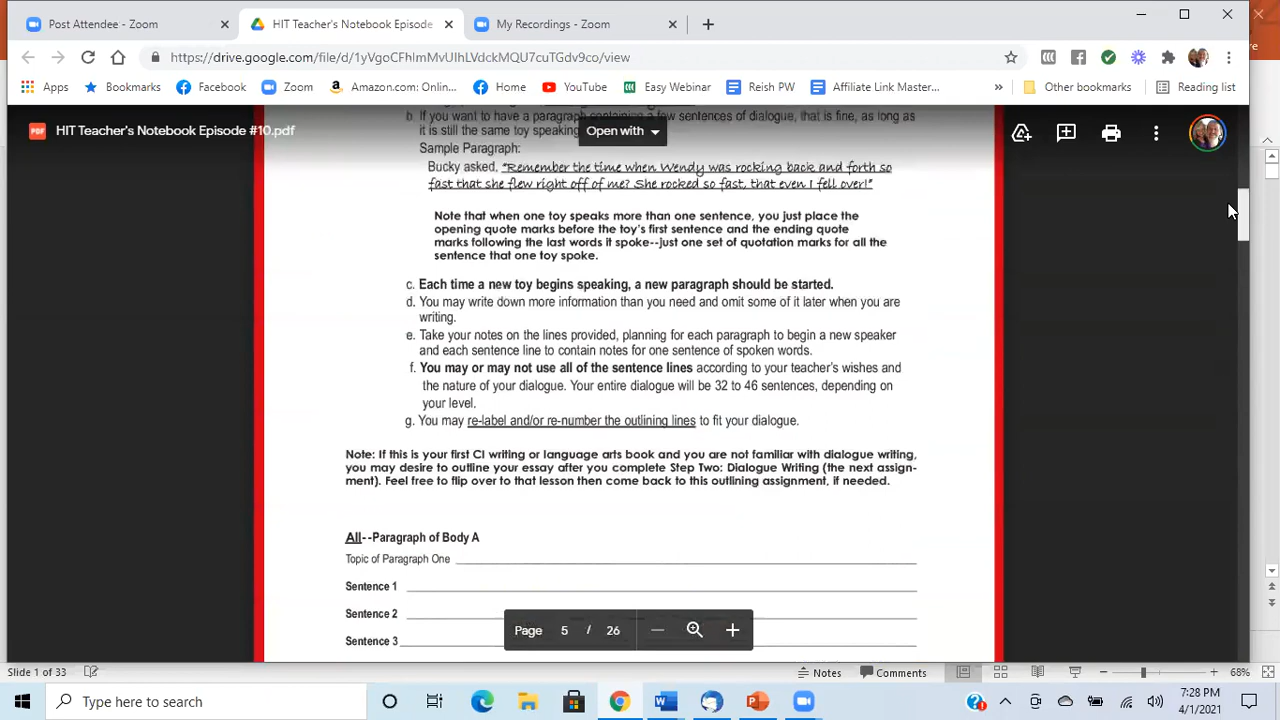 Post Attendee - Zoom
HIT Teacher's Notebook Episode
My Recordings - Zoom
https://drive.google.com/file/d/1yVgoCFhImMvUIhLVdckMQU7cuTGdv9co/view
Apps
Bookmarks
Facebook
Zoom
Amazon.com: Onlin...
Home
YouTube
Easy Webinar
Reish PW
Affiliate Link Master...
»
Other bookmarks
Reading list
HIT Teacher's Notebook Episode #10.pdf
Open with
b. If you want to have a paragraph containing a few sentences of dialogue, that is fine, as long as
it is still the same toy speaking
Sample Paragraph:
Bucky asked, "Remember the time when Wendy was rocking back and forth so
fast that she flew right off of me? She rocked so fast, that even I fell over!"
Note that when one toy speaks more than one sentence, you just place the
opening quote marks before the toy's first sentence and the ending quote
marks following the last words it spoke--just one set of quotation marks for all the
sentence that one toy spoke.
c. Each time a new toy begins speaking, a new paragraph should be started.
d. You may write down more information than you need and omit some of it later when you are
writing.
e. Take your notes on the lines provided, planning for each paragraph to begin a new speaker
and each sentence line to contain notes for one sentence of spoken words.
f. You may or may not use all of the sentence lines according to your teacher's wishes and
the nature of your dialogue. Your entire dialogue will be 32 to 46 sentences, depending on
your level.
g. You may re-label and/or re-number the outlining lines to fit your dialogue.
Note: If this is your first CI writing or language arts book and you are not familiar with dialogue writing,
you may desire to outline your essay after you complete Step Two: Dialogue Writing (the next assign-
ment). Feel free to flip over to that lesson then come back to this outlining assignment, if needed.
All--Paragraph of Body A
Topic of Paragraph One
Sentence 1
Sentence 2
Sentence 3
Page 5 / 26
Slide 1 of 33
Notes
Comments
68%
Type here to search
7:28 PM
4/1/2021